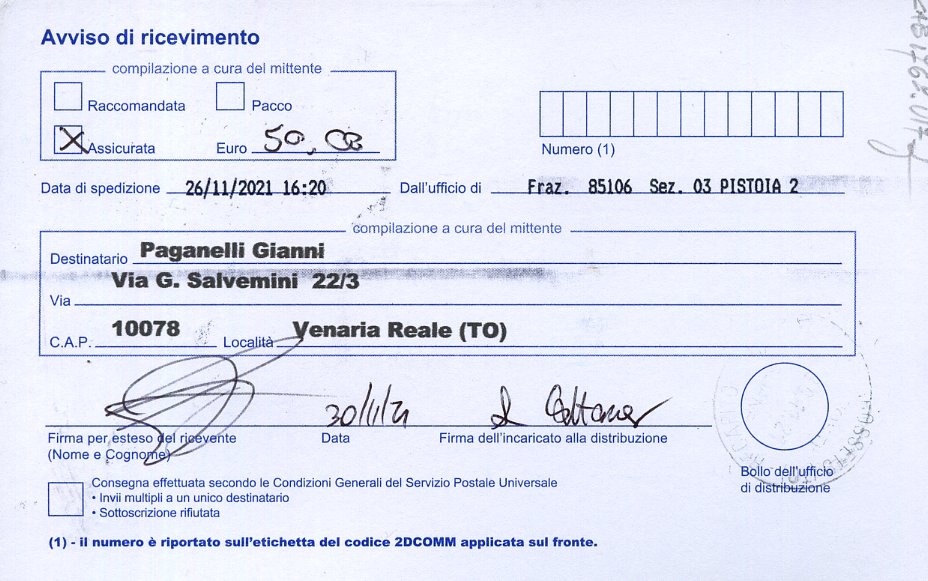 Avviso di ricevimento
compilazione a cura del mittente
Raccomandata Pacco
X Assicurata Euro 50,00
Numero (1)
Data di spedizione 26/11/2021 16:20 Dall'ufficio di Fraz. 85106 Sez. 03 PISTOIA 2
compilazione a cura del mittente
Destinatario Paganelli Gianni
Via G. Salvemini 22/3
Via
C.A.P. 10078 Località Venaria Reale (TO)
30/11/21
Firma per esteso del ricevente Data Firma dell'incaricato alla distribuzione
(Nome e Cognome)
Bollo dell'ufficio
di distribuzione
Consegna effettuata secondo le Condizioni Generali del Servizio Postale Universale
• Invii multipli a un unico destinatario
• Sottoscrizione rifiutata
(1) - il numero è riportato sull'etichetta del codice 2DCOMM applicata sul fronte.